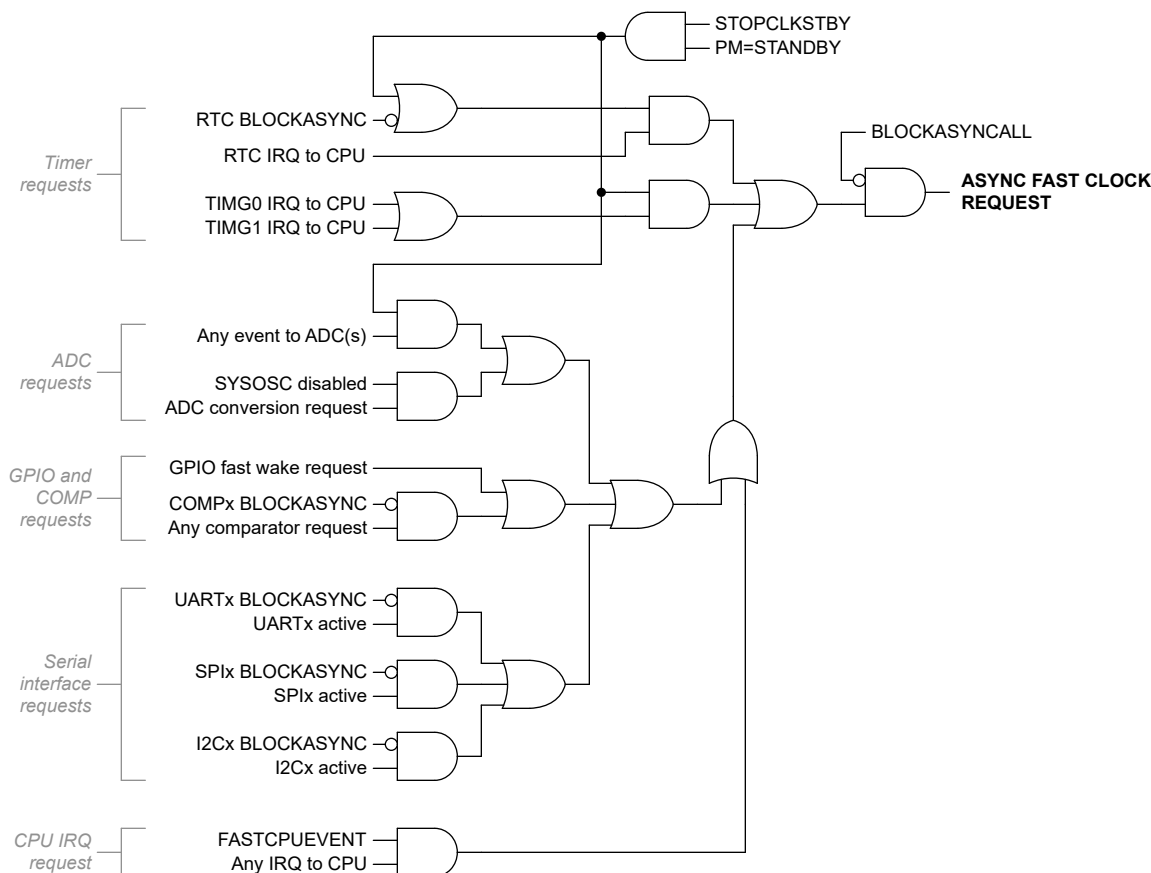 STOPCLKSTBY
PM=STANDBY
RTC BLOCKASYNC
BLOCKASYNCALL
Timer
requests
RTC IRQ to CPU
ASYNC FAST CLOCK
REQUEST
TIMG0 IRQ to CPU
TIMG1 IRQ to CPU
ADC
requests
Any event to ADC(s)
SYSOSC disabled
ADC conversion request
GPIO and
COMP
requests
GPIO fast wake request
COMPx BLOCKASYNC
Any comparator request
Serial
interface
requests
UARTx BLOCKASYNC
UARTx active
SPIx BLOCKASYNC
SPIx active
I2Cx BLOCKASYNC
I2Cx active
CPU IRQ
request
FASTCPUEVENT
Any IRQ to CPU